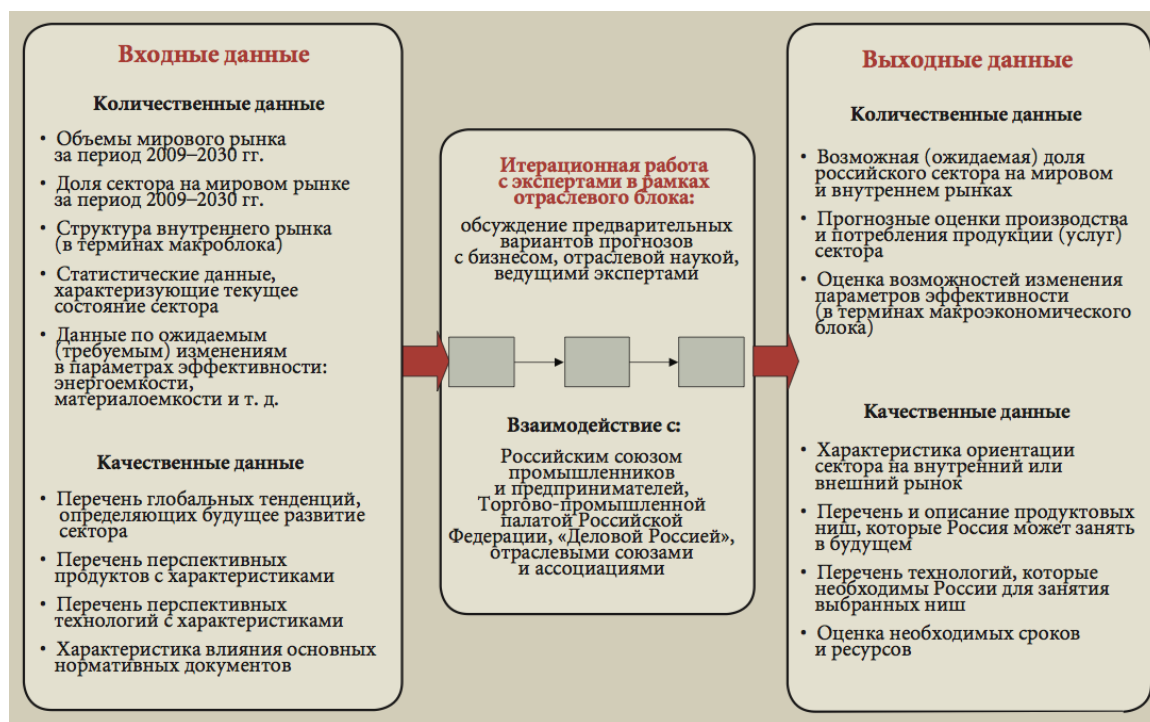 Входные данные
Количественные данные
• Объемы мирового рынка
за период 2009–2030 гг.
• Доля сектора на мировом рынке
за период 2009–2030 гг.
• Структура внутреннего рынка
(в терминах макроблока)
• Статистические данные,
характеризующие текущее
состояние сектора
• Данные по ожидаемым
(требуемым) изменениям
в параметрах эффективности:
энергоемкости,
материалоемкости и т. д.
Качественные данные
• Перечень глобальных тенденций,
определяющих будущее развитие
сектора
• Перечень перспективных
продуктов с характеристиками
• Перечень перспективных
технологий с характеристиками
• Характеристика влияния основных
нормативных документов
Итерационная работа
с экспертами в рамках
отраслевого блока:
обсуждение предварительных
вариантов прогнозов
с бизнесом, отраслевой наукой,
ведущими экспертами
Взаимодействие с:
Российским союзом
промышленников
и предпринимателей,
Торгово-промышленной
палатой Российской
Федерации, «Деловой Россией»,
отраслевыми союзами
и ассоциациями
Выходные данные
Количественные данные
• Возможная (ожидаемая) доля
российского сектора на мировом
и внутреннем рынках
• Прогнозные оценки производства
и потребления продукции (услуг)
сектора
• Оценка возможностей изменения
параметров эффективности
(в терминах макроэкономического
блока)
Качественные данные
• Характеристика ориентации
сектора на внутренний или
внешний рынок
• Перечень и описание продуктовых
ниш, которые Россия может занять
в будущем
• Перечень технологий, которые
необходимы России для занятия
выбранных ниш
• Оценка необходимых сроков
и ресурсов